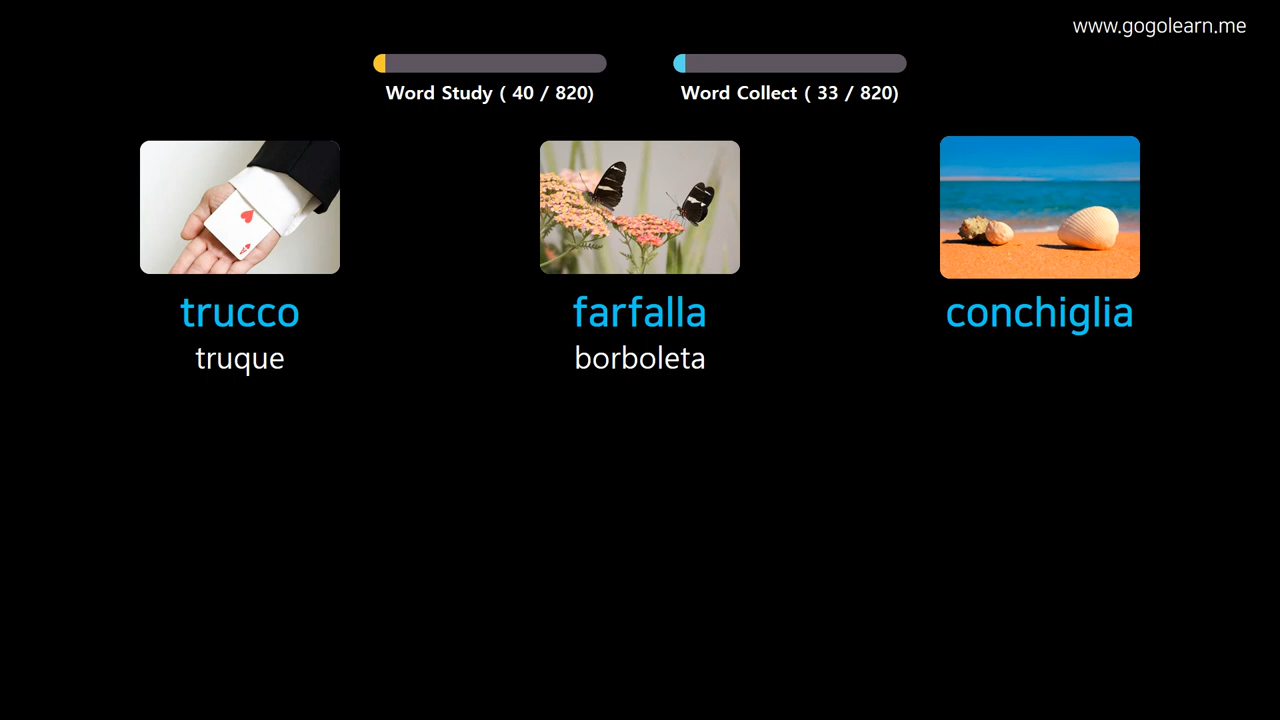 www.gogolearn.me
Word Study ( 40 / 820)
Word Collect ( 33 / 820)
trucco
truque
farfalla
borboleta
conchiglia